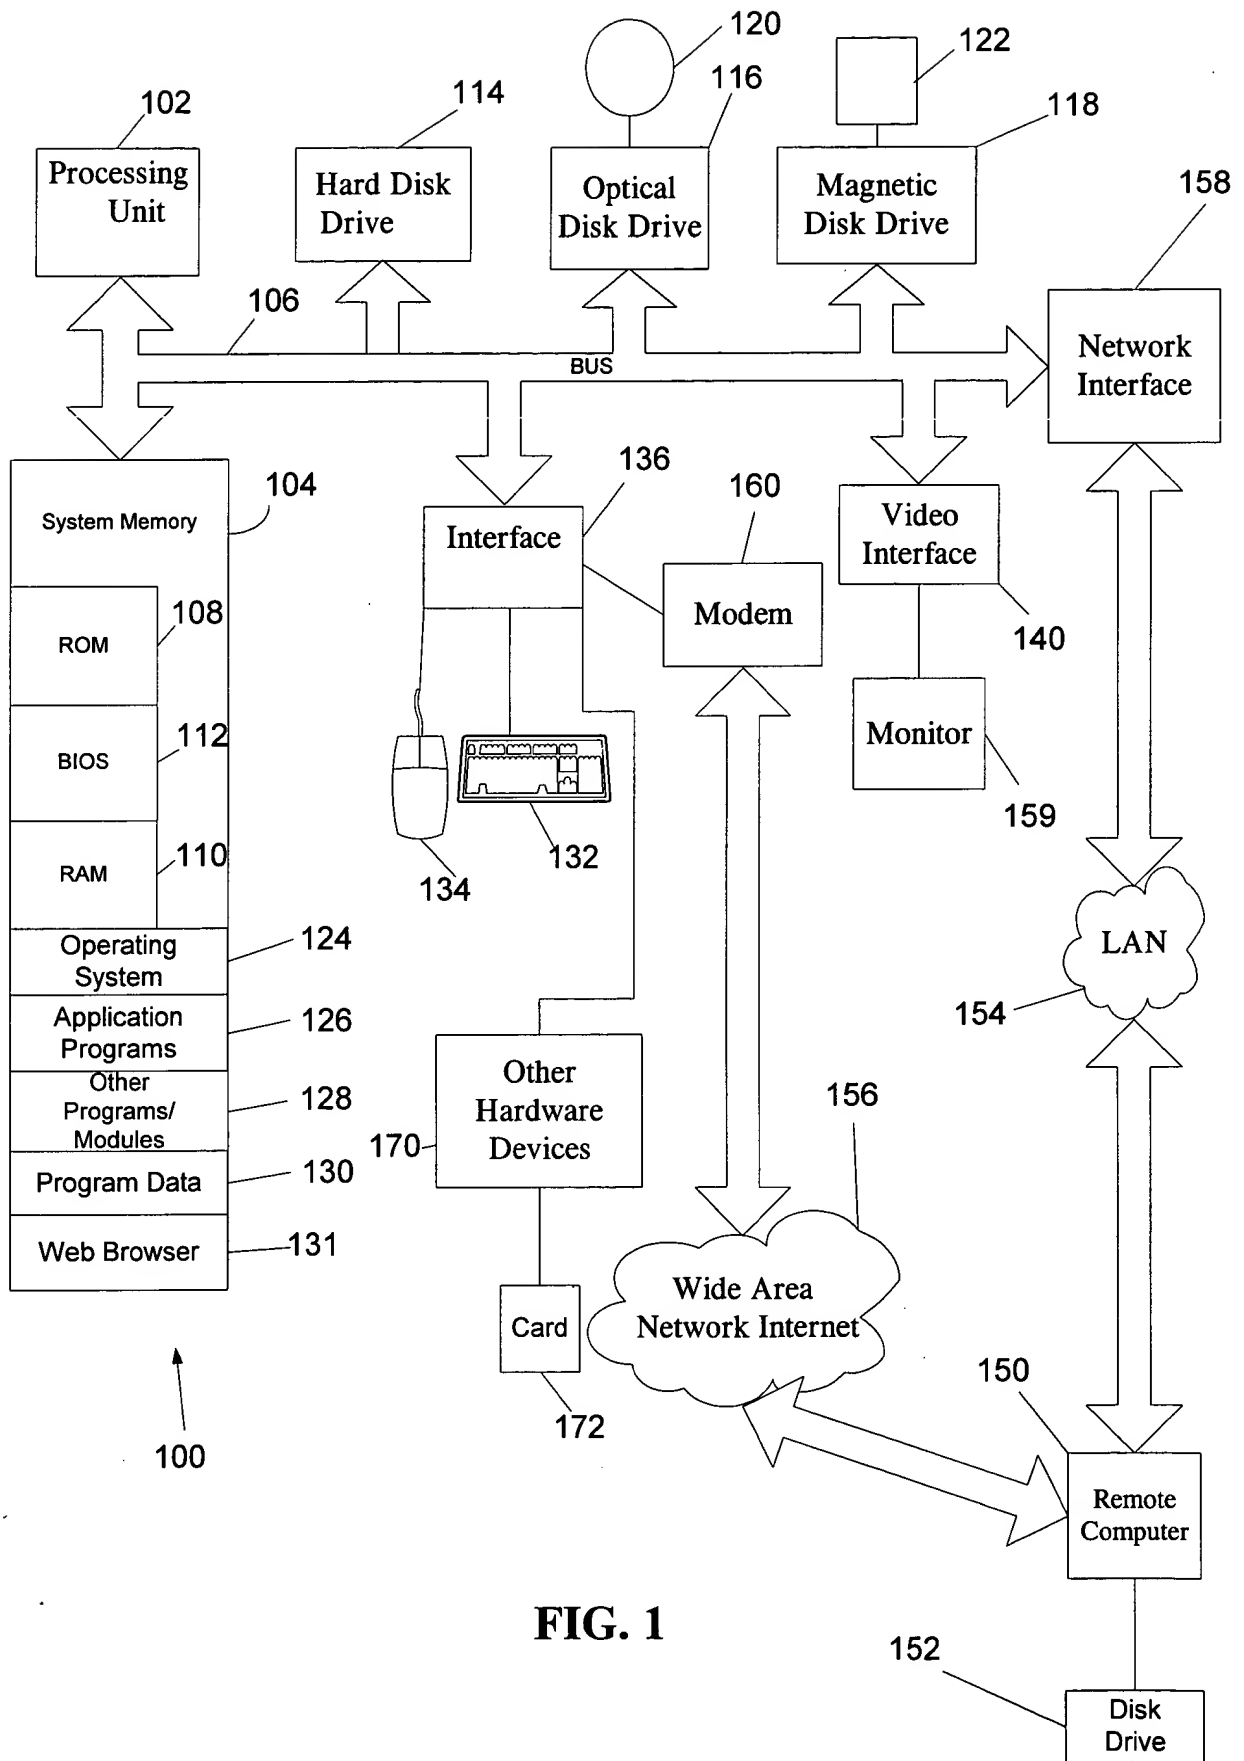 120
122
102
114
116
118
Processing
Unit
Hard Disk
Drive
Optical
Disk Drive
Magnetic
Disk Drive
158
106
BUS
Network
Interface
104
System Memory
136
160
Interface
Video
Interface
108
ROM
Modem
140
112
BIOS
Monitor
159
110
RAM
134
132
Operating
System
124
LAN
154
Application
Programs
126
Other
Programs/
Modules
128
Other
Hardware
Devices
170
156
Program Data
130
Web Browser
131
Wide Area
Network Internet
Card
172
100
150
Remote
Computer
FIG. 1
152
Disk
Drive